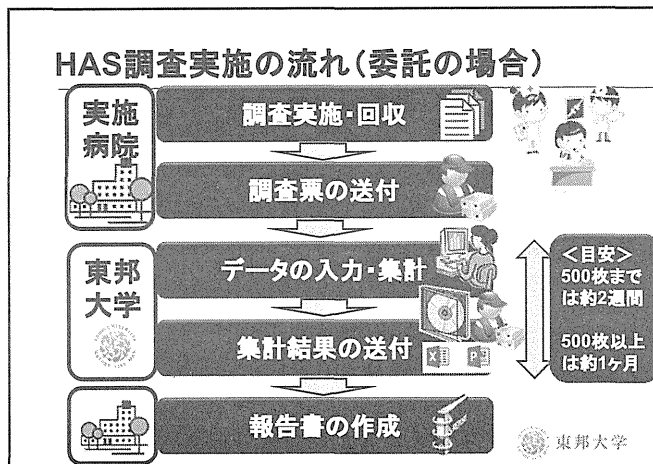 HAS調査実施の流れ(委託の場合)
実施
病院
調査実施・回収
調査票の送付
東邦
大学
データの入力・集計
集計結果の送付
X
P
<目安>
500枚まで
は約2週間
500枚以上
は約1ヶ月
報告書の作成
東邦大学